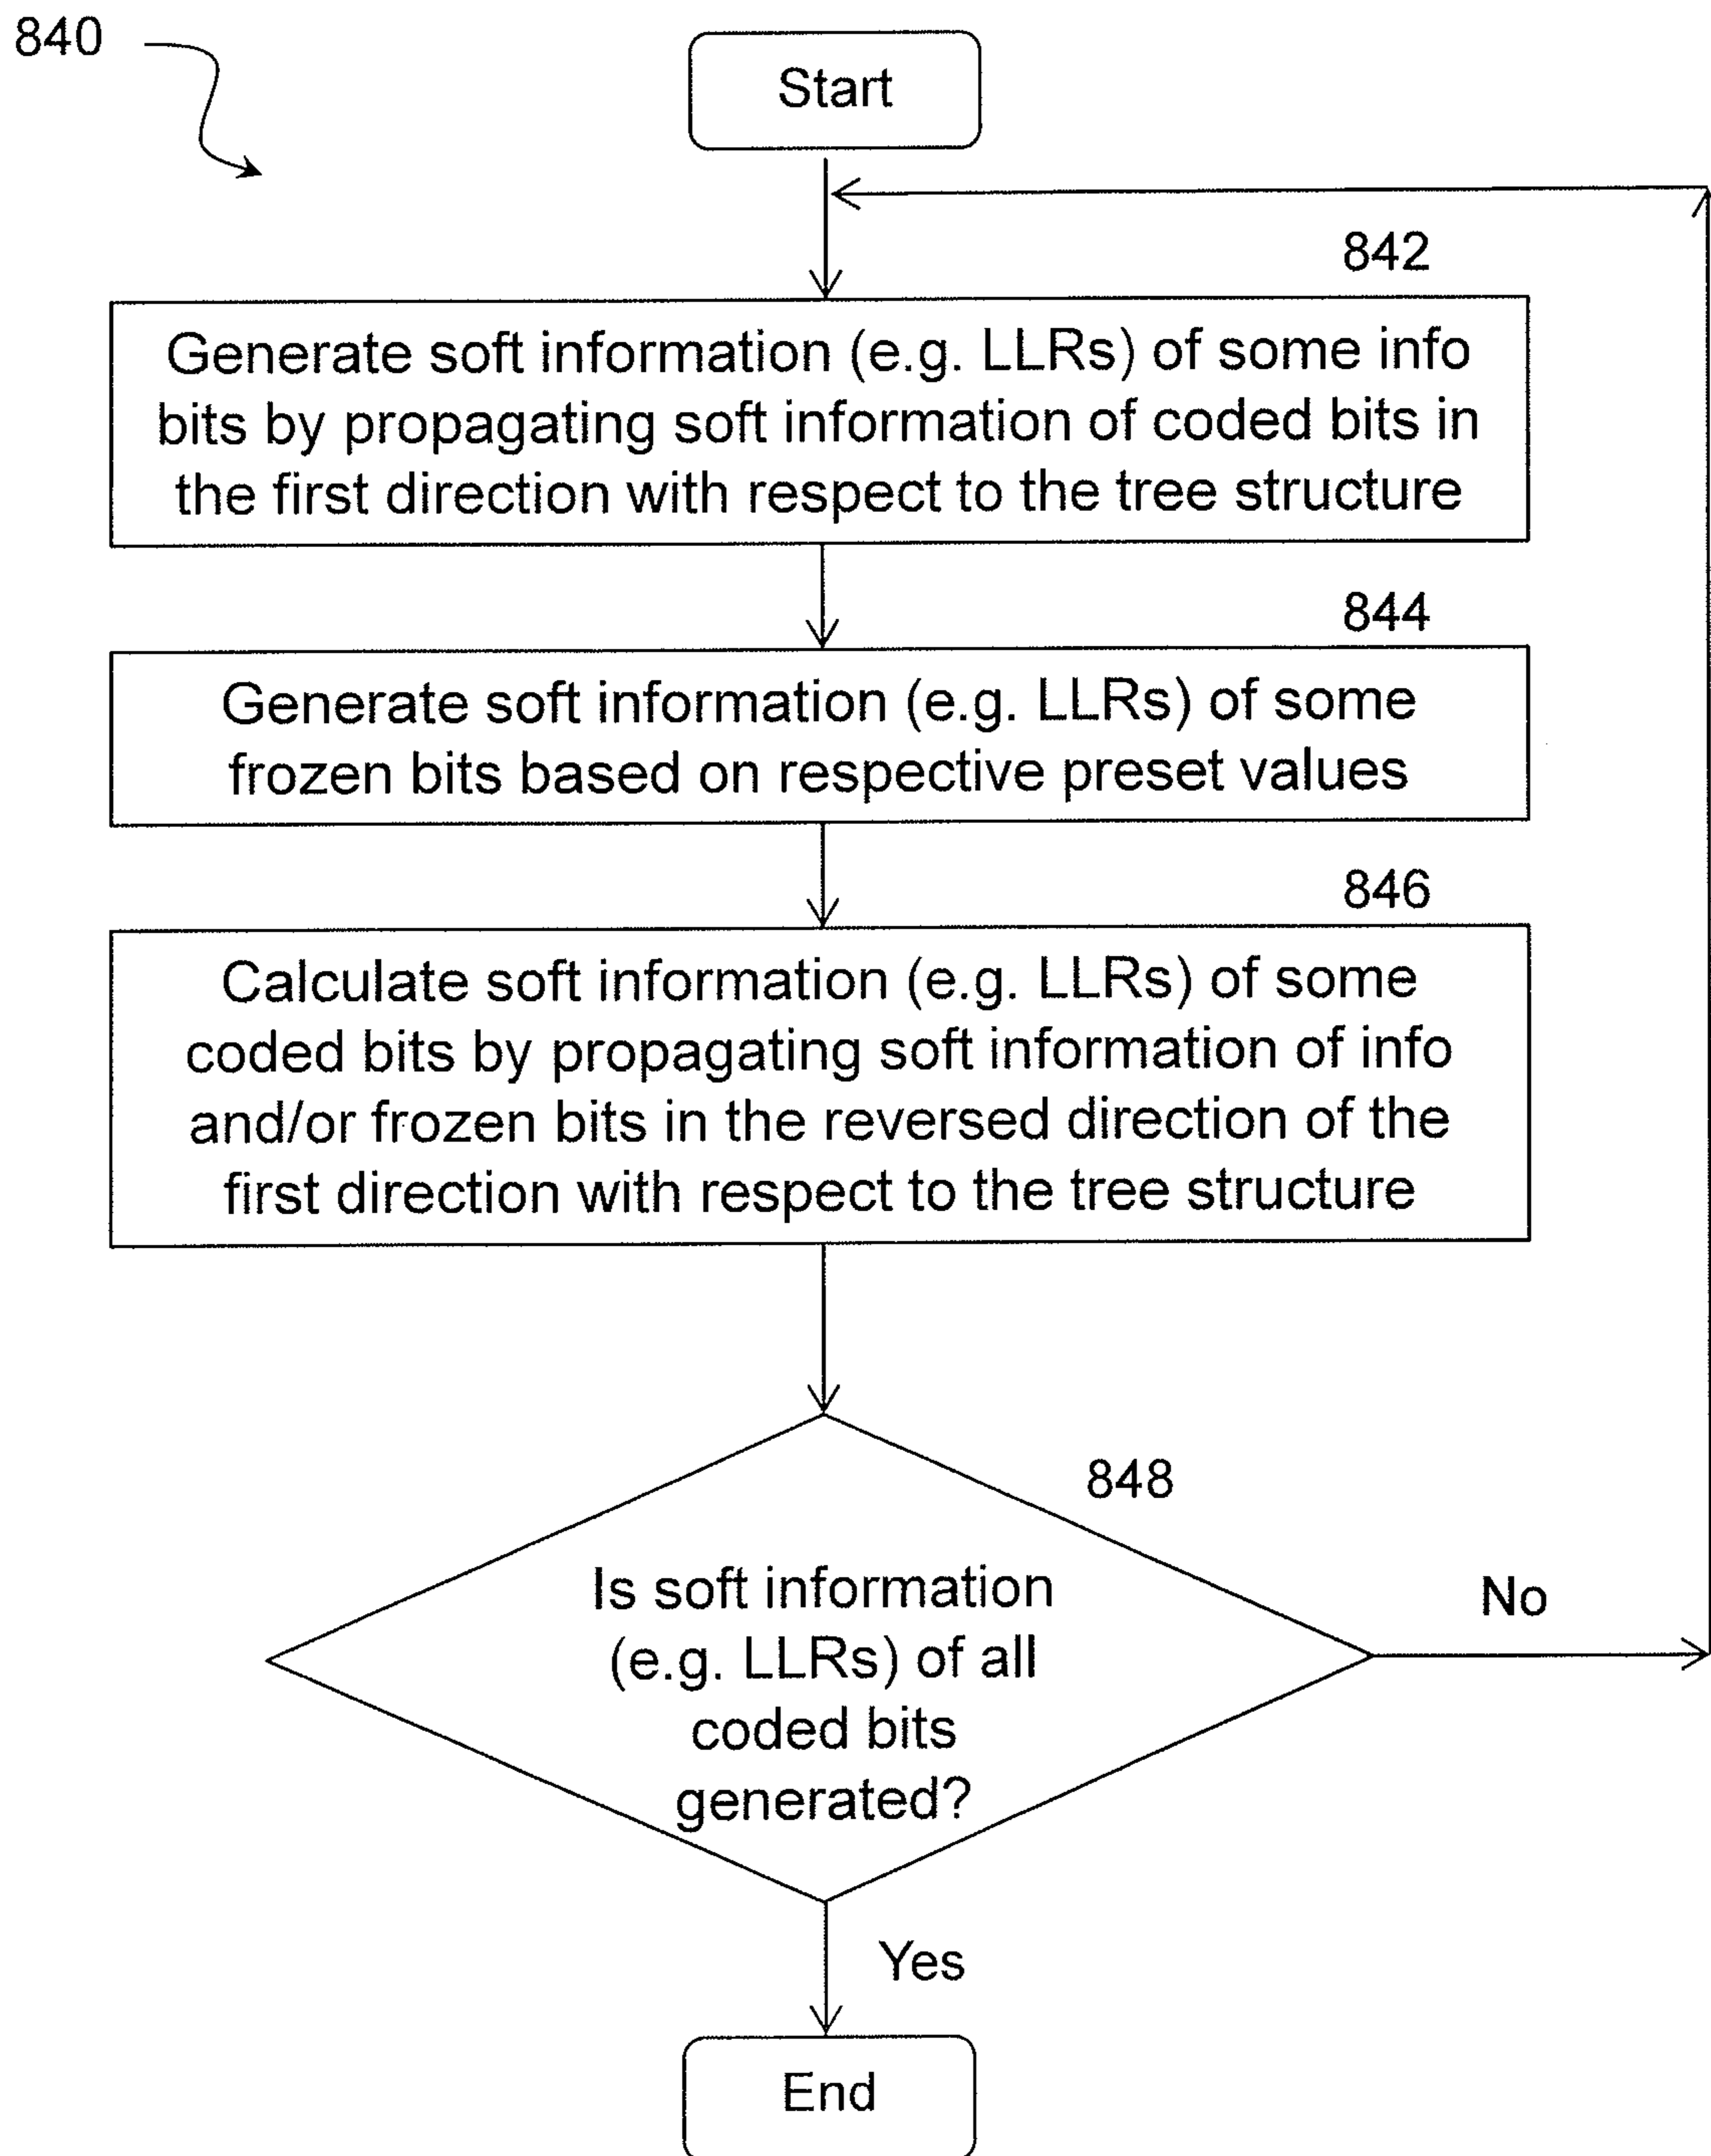 840
Start
842
Generate soft information (e.g. LLRs) of some info
bits by propagating soft information of coded bits in
the first direction with respect to the tree structure
844
Generate soft information (e.g. LLRs) of some
frozen bits based on respective preset values
846
Calculate soft information (e.g. LLRs) of some
coded bits by propagating soft information of info
and/or frozen bits in the reversed direction of the
first direction with respect to the tree structure
848
Is soft information
(e.g. LLRs) of all
coded bits
generated?
No
Yes
End